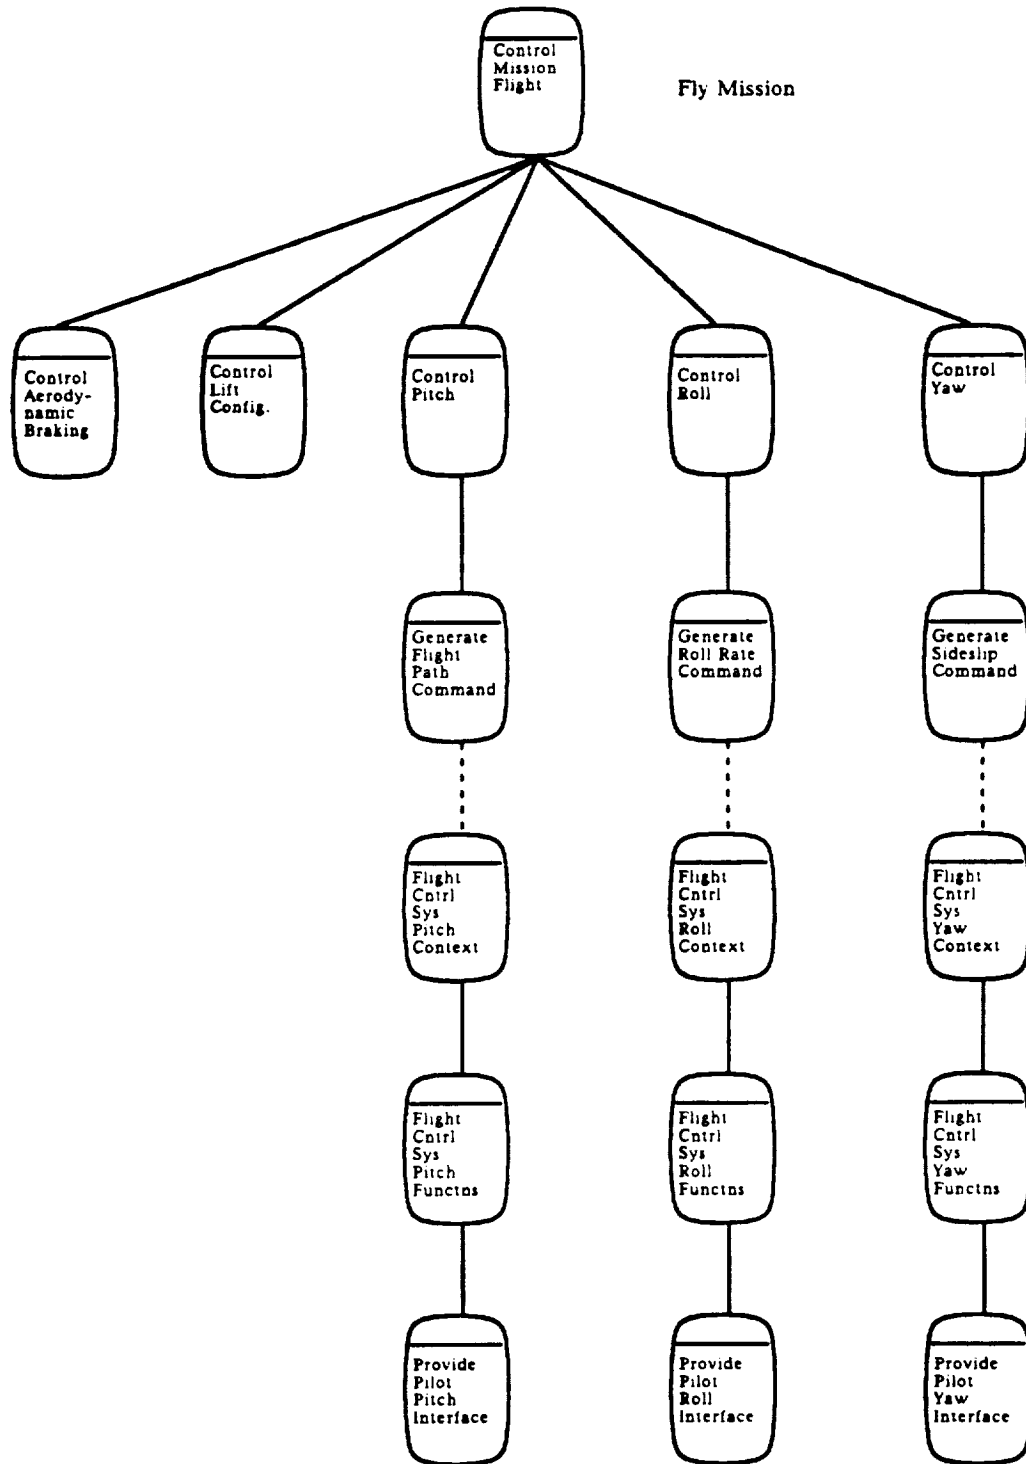 Control
Mission
Flight
Fly Mission
Control
Aerody-
namic
Braking
Control
Lift
Config.
Control
Pitch
Control
Roll
Control
Yaw
Generate
Flight
Path
Command
Generate
Roll Rate
Command
Generate
Sideslip
Command
Flight
Cntrl
Sys
Pitch
Context
Flight
Cntrl
Sys
Roll
Context
Flight
Cntrl
Sys
Yaw
Context
Flight
Cntrl
Sys
Pitch
Functns
Flight
Cntrl
Sys
Roll
Functns
Flight
Cntrl
Sys
Yaw
Functns
Provide
Pilot
Pitch
Interface
Provide
Pilot
Roll
Interface
Provide
Pilot
Yaw
Interface